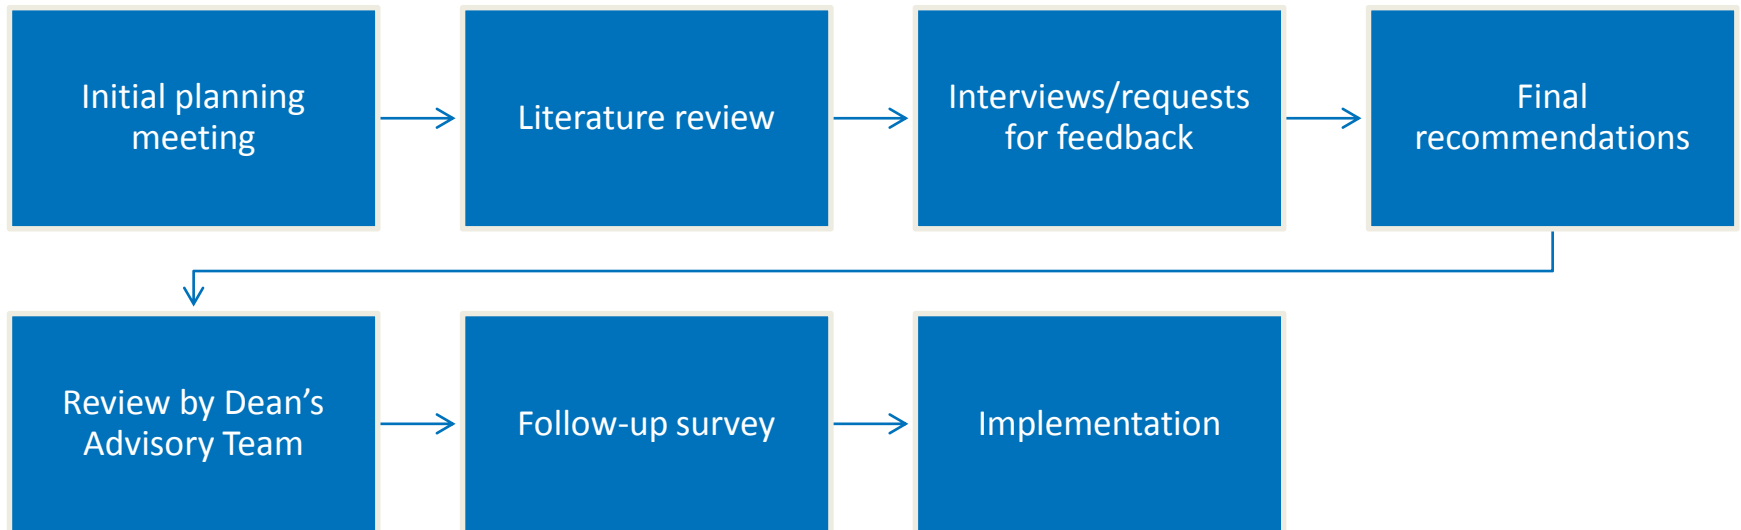 Initial planning
meeting
Literature review
Interviews/requests
for feedback
Final
recommendations
Review by Dean’s
Advisory Team
Follow-up survey
Implementation